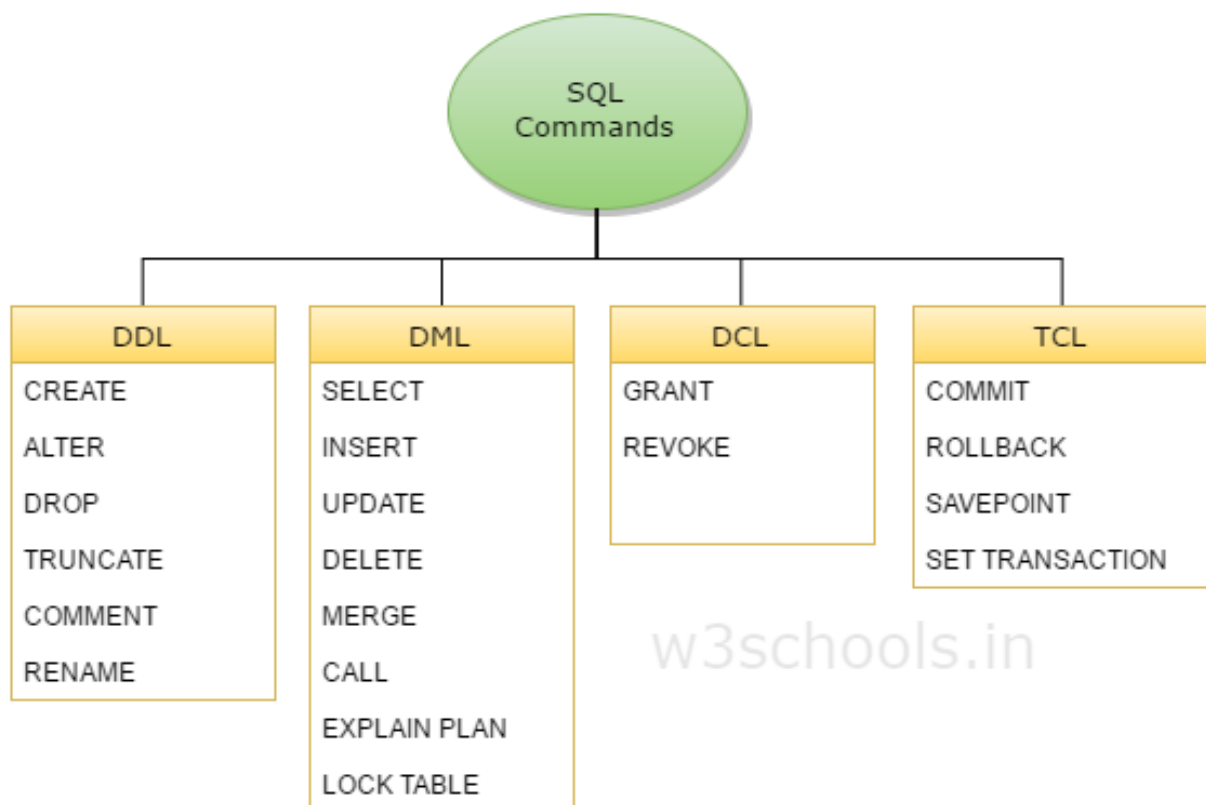 SQL
Commands
DDL
CREATE
ALTER
DROP
TRUNCATE
COMMENT
RENAME
DML
SELECT
INSERT
UPDATE
DELETE
MERGE
CALL
EXPLAIN PLAN
LOCK TABLE
DCL
GRANT
REVOKE
TCL
COMMIT
ROLLBACK
SAVEPOINT
SET TRANSACTION
w3schools.in